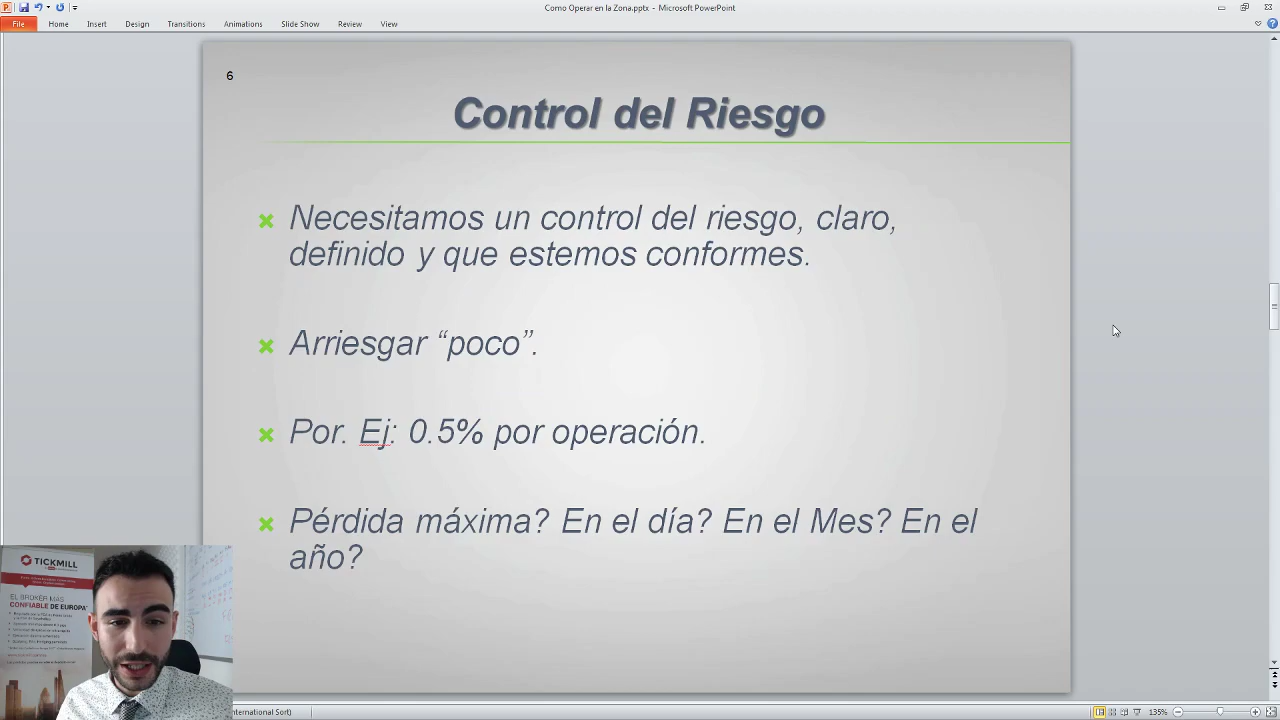 Como Operar en la Zona.pptx - Microsoft PowerPoint
File Home Insert Design Transitions Animations Slide Show Review View
6
Control del Riesgo
Necesitamos un control del riesgo, claro,
definido y que estemos conformes.
Arriesgar “poco”.
Por. Ej: 0.5% por operación.
Pérdida máxima? En el día? En el Mes? En el
año?
TICKMILL
EL BRÓKER MÁS
CONFIABLE DE EUROPA*
nternational Sort)
135%